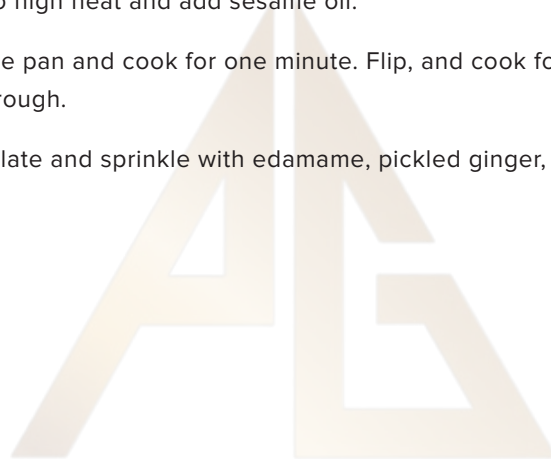 high heat and add sesame oil.
e pan and cook for one minute. Flip, and cook fo
rough.
late and sprinkle with edamame, pickled ginger,
AG